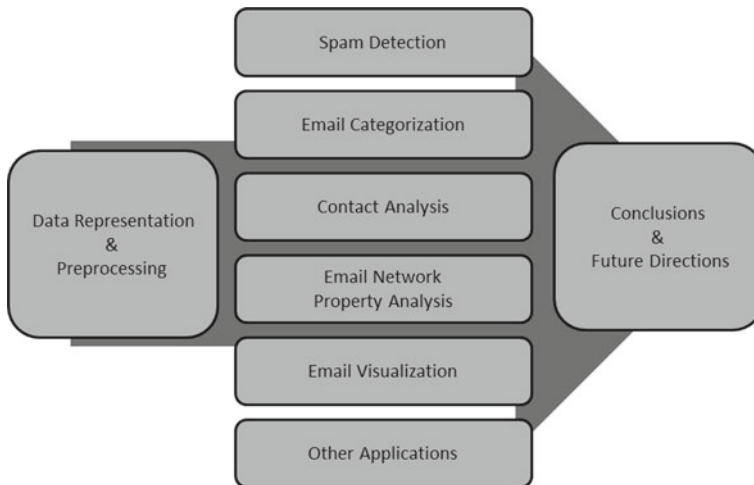 Data Representation
&
Preprocessing
Spam Detection
Email Categorization
Contact Analysis
Email Network
Property Analysis
Email Visualization
Other Applications
Conclusions
&
Future Directions